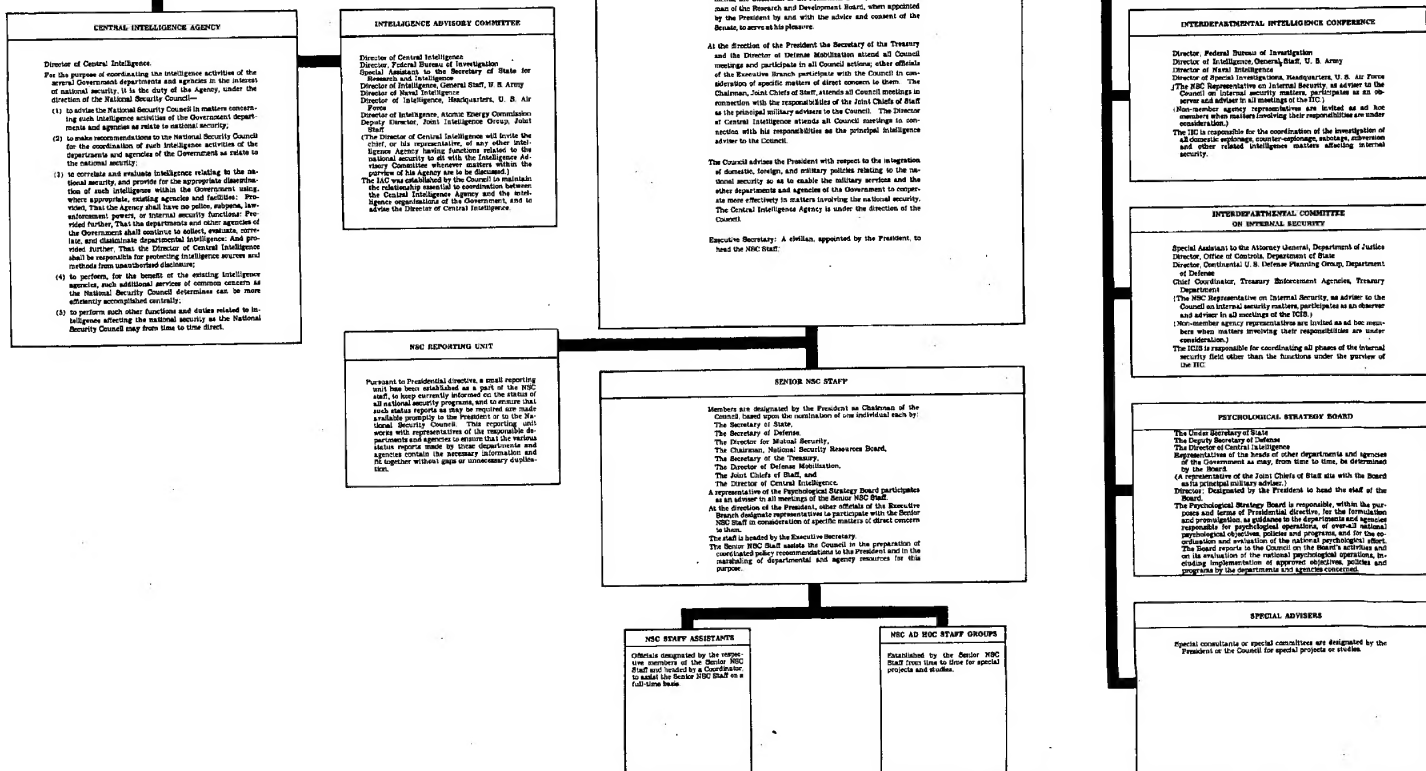 CENTRAL INTELLIGENCE AGENCY
Director of Central Intelligence.
For the purpose of coordinating the intelligence activities of the
several Government departments and agencies in the interest
of national security, it is the duty of the Agency, under the
direction of the National Security Council—
(1) to advise the National Security Council in matters concern-
ing such intelligence activities of the Government depart-
ments and agencies as relate to national security;
(2) to make recommendations to the National Security Council
for the coordination of such intelligence activities of the
departments and agencies of the Government as relate to
the national security;
(3) to correlate and evaluate intelligence relating to the na-
tional security, and provide for the appropriate dissemina-
tion of such intelligence within the Government using,
where appropriate, existing agencies and facilities: Pro-
vided, That the Agency shall have no police, subpena, law-
enforcement powers, or internal security functions: Pro-
vided further, That the departments and other agencies of
the Government shall continue to collect, evaluate, corre-
late, and disseminate departmental intelligence: And pro-
vided further, That the Director of Central Intelligence
shall be responsible for protecting intelligence sources and
methods from unauthorized disclosure;
(4) to perform, for the benefit of the existing intelligence
agencies, such additional services of common concern as
the National Security Council determines can be more
efficiently accomplished centrally;
(5) to perform such other functions and duties related to in-
telligence affecting the national security as the National
Security Council may from time to time direct.
INTELLIGENCE ADVISORY COMMITTEE
Director of Central Intelligence
Director, Federal Bureau of Investigation
Special Assistant to the Secretary of State for
Research and Intelligence
Director of Intelligence, General Staff, U. S. Army
Director of Naval Intelligence
Director of Intelligence, Headquarters, U. S. Air
Force
Director of Intelligence, Atomic Energy Commission
Deputy Director, Joint Intelligence Group, Joint
Staff
(The Director of Central Intelligence will invite the
chief, or his representative, of any other intel-
ligence Agency having functions related to the
national security to sit with the Intelligence Ad-
visory Committee whenever matters within the
purview of his Agency are to be discussed.)
The IAC was established by the Council to maintain
the relationship essential to coordination between
the Central Intelligence Agency and the intel-
ligence organizations of the Government, and to
advise the Director of Central Intelligence.
man of the Research and Development Board, when appointed
by the President by and with the advice and consent of the
Senate, to serve at his pleasure.
At the direction of the President the Secretary of the Treasury
and the Director of Defense Mobilization attend all Council
meetings and participate in all Council actions; other officials
of the Executive Branch participate with the Council in con-
sideration of specific matters of direct concern to them. The
Chairman, Joint Chiefs of Staff, attends all Council meetings in
connection with the responsibilities of the Joint Chiefs of Staff
as the principal military advisers to the Council. The Director
of Central Intelligence attends all Council meetings in con-
nection with his responsibilities as the principal intelligence
adviser to the Council.
The Council advises the President with respect to the integration
of domestic, foreign, and military policies relating to the na-
tional security so as to enable the military services and the
other departments and agencies of the Government to cooper-
ate more effectively in matters involving the national security.
The Central Intelligence Agency is under the direction of the
Council.
Executive Secretary: A civilian, appointed by the President, to
head the NSC Staff.
NSC REPORTING UNIT
Pursuant to Presidential directive, a small reporting
unit has been established as a part of the NSC
staff, to keep currently informed on the status of
all national security programs, and to ensure that
such status reports as may be required are made
available promptly to the President or to the Na-
tional Security Council. This reporting unit
works with representatives of the responsible de-
partments and agencies to ensure that the various
status reports made by these departments and
agencies contain the necessary information and
fit together without gaps or unnecessary duplica-
tion.
SENIOR NSC STAFF
Members are designated by the President as Chairman of the
Council, based upon the nomination of one individual each by:
The Secretary of State,
The Secretary of Defense,
The Director for Mutual Security,
The Chairman, National Security Resources Board,
The Secretary of the Treasury,
The Director of Defense Mobilization,
The Joint Chiefs of Staff, and
The Director of Central Intelligence.
A representative of the Psychological Strategy Board participates
as an adviser in all meetings of the Senior NSC Staff.
At the direction of the President, other officials of the Executive
Branch designate representatives to participate with the Senior
NSC Staff in consideration of specific matters of direct concern
to them.
The staff is headed by the Executive Secretary.
The Senior NSC Staff assists the Council in the preparation of
coordinated policy recommendations to the President and in the
marshaling of departmental and agency resources for this
purpose.
NSC STAFF ASSISTANTS
Officials designated by the respec-
tive members of the Senior NSC
Staff and headed by a Coordinator,
to assist the Senior NSC Staff on a
full-time basis.
NSC AD HOC STAFF GROUPS
Established by the Senior NSC
Staff from time to time for special
projects and studies.
INTERDEPARTMENTAL INTELLIGENCE CONFERENCE
Director, Federal Bureau of Investigation
Director of Intelligence, General Staff, U. S. Army
Director of Naval Intelligence
Director of Special Investigations, Headquarters, U. S. Air Force
(The NSC Representative on Internal Security, as adviser to the
Council on internal security matters, participates as an ob-
server and adviser in all meetings of the IIC.)
(Non-member agency representatives are invited as ad hoc
members when matters involving their responsibilities are under
consideration.)
The IIC is responsible for the coordination of the investigation of
all domestic espionage, counter-espionage, sabotage, subversion
and other related intelligence matters affecting internal
security.
INTERDEPARTMENTAL COMMITTEE
ON INTERNAL SECURITY
Special Assistant to the Attorney General, Department of Justice
Director, Office of Controls, Department of State
Director, Continental U. S. Defense Planning Group, Department
of Defense
Chief Coordinator, Treasury Enforcement Agencies, Treasury
Department
(The NSC Representative on Internal Security, as adviser to the
Council on internal security matters, participates as an observer
and adviser in all meetings of the ICIS.)
(Non-member agency representatives are invited as ad hoc mem-
bers when matters involving their responsibilities are under
consideration.)
The ICIS is responsible for coordinating all phases of the internal
security field other than the functions under the purview of
the IIC
PSYCHOLOGICAL STRATEGY BOARD
The Under Secretary of State
The Deputy Secretary of Defense
The Director of Central Intelligence
Representatives of the heads of other departments and agencies
of the Government as may, from time to time, be determined
by the Board.
(A representative of the Joint Chiefs of Staff sits with the Board
as its principal military adviser.)
Director: Designated by the President to head the staff of the
Board.
The Psychological Strategy Board is responsible, within the pur-
poses and terms of Presidential directive, for the formulation
and promulgation, as guidance to the departments and agencies
responsible for psychological operations, of over-all national
psychological objectives, policies and programs, and for the co-
ordination and evaluation of the national psychological effort.
The Board reports to the Council on the Board's activities and
on its evaluation of the national psychological operations, in-
cluding implementation of approved objectives, policies and
programs by the departments and agencies concerned.
SPECIAL ADVISERS
Special consultants or special committees are designated by the
President or the Council for special projects or studies.